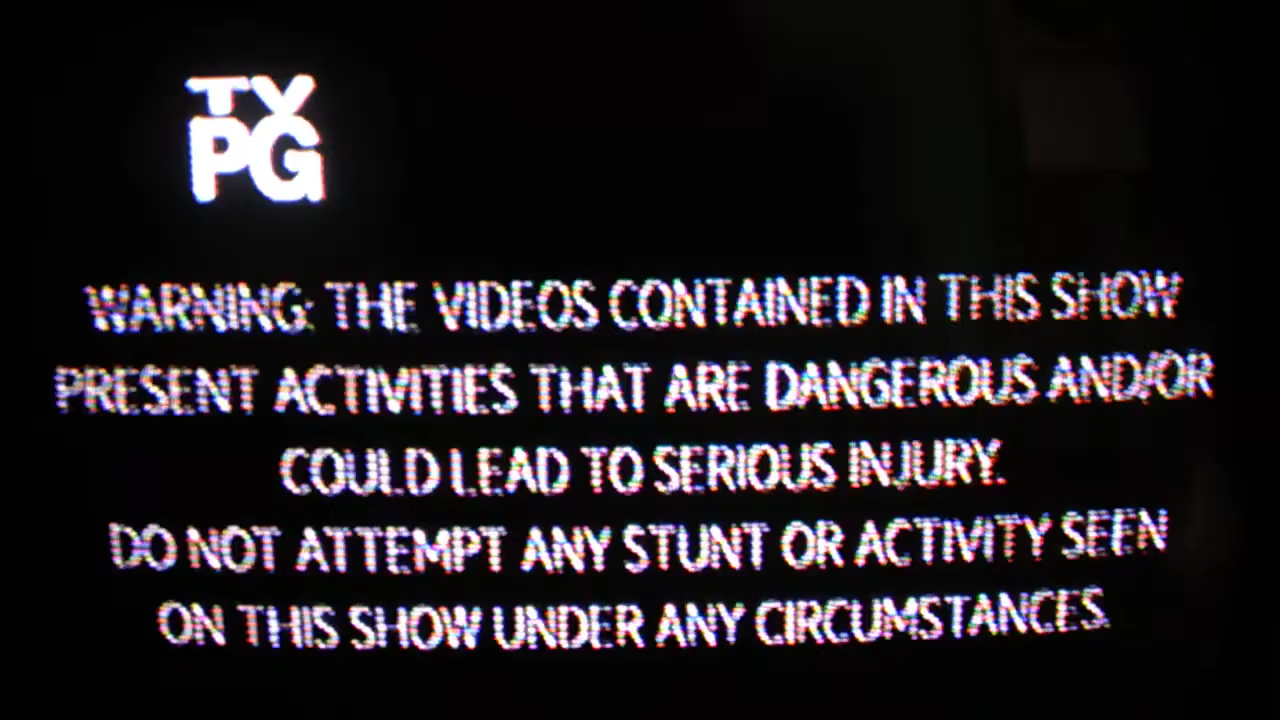 TV
PG
WARNING: THE VIDEOS CONTAINED IN THIS SHOW
PRESENT ACTIVITIES THAT ARE DANGEROUS AND/OR
COULD LEAD TO SERIOUS INJURY.
DO NOT ATTEMPT ANY STUNT OR ACTIVITY SEEN
ON THIS SHOW UNDER ANY CIRCUMSTANCES.